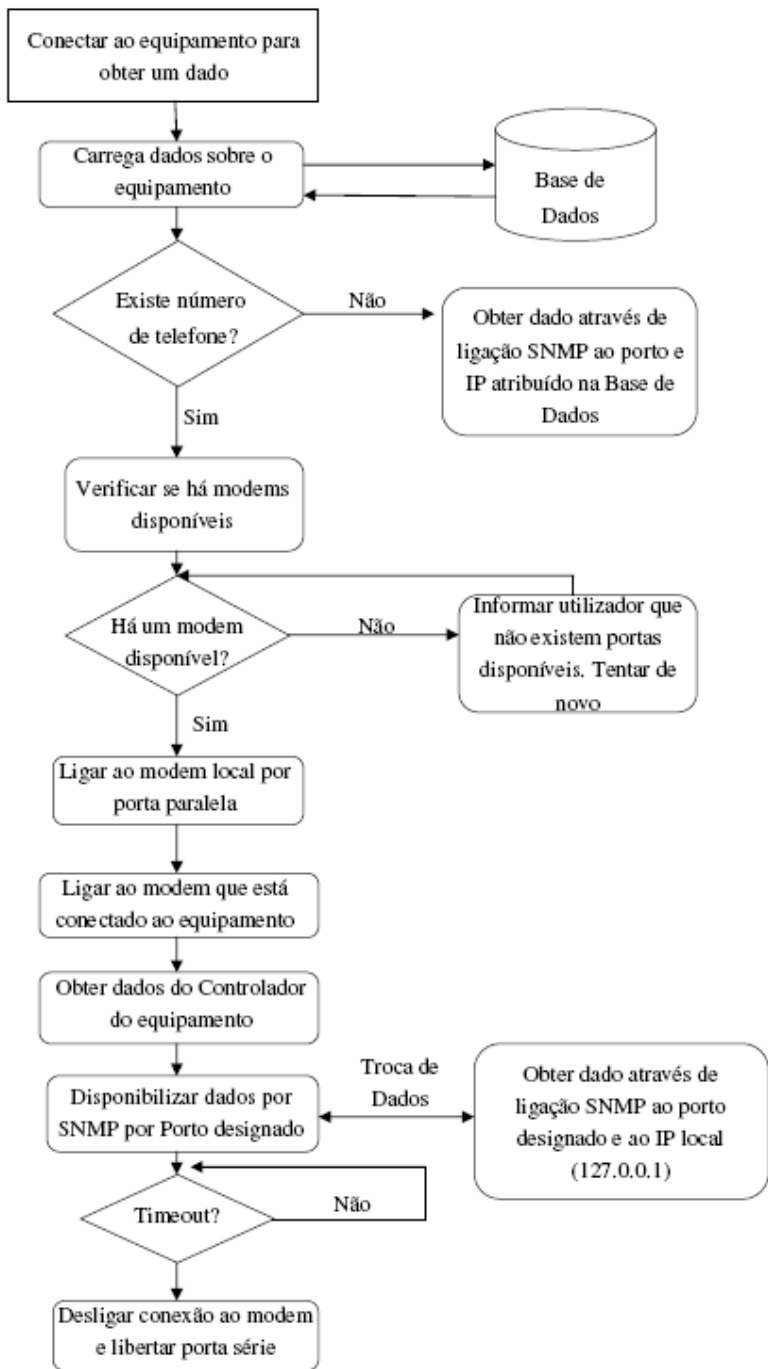 Conectar ao equipamento para
obter um dado
Carrega dados sobre o
equipamento
Base de
Dados
Existe número
de telefone?
Não
Obter dado através de
ligação SNMP ao porto e
IP atribuído na Base de
Dados
Sim
Verificar se há modems
disponíveis
Há um modem
disponível?
Não
Informar utilizador que
não existem portas
disponíveis. Tentar de
novo
Sim
Ligar ao modem local por
porta paralela
Ligar ao modem que está
conectado ao equipamento
Obter dados do Controlador
do equipamento
Disponibilizar dados por
SNMP por Porto designado
Troca de
Dados
Obter dado através de
ligação SNMP ao porto
designado e ao IP local
(127.0.0.1)
Timeout?
Não
Desligar conexão ao modem
e libertar porta série